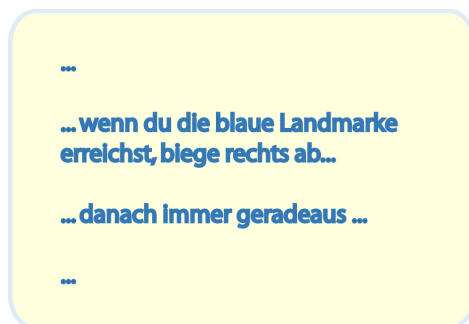 ...
... wenn du die blaue Landmarke
erreichst, biege rechts ab...
... danach immer geradeaus ...
...